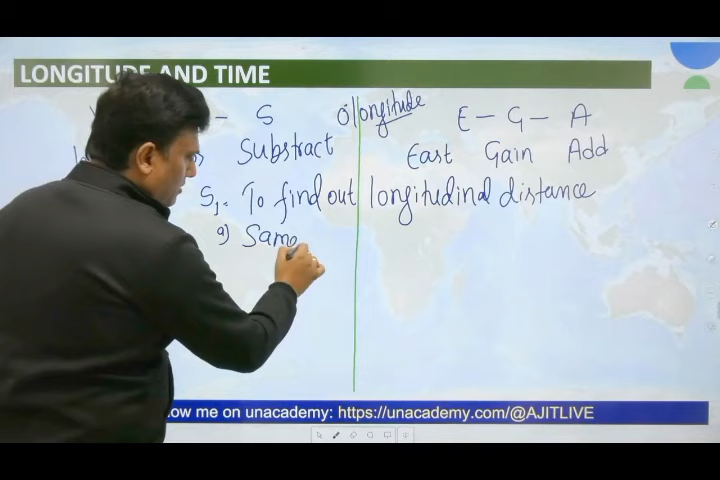 LONGITUDE AND TIME
- S 0° longitude E - G - A
Substract East Gain Add
S1. To find out longitudinal distance
a) Same
low me on unacademy: https://unacademy.com/@AJITLIVE